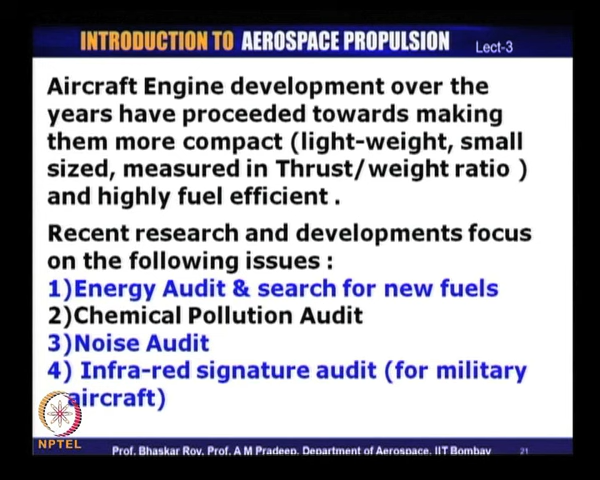 INTRODUCTION TO AEROSPACE PROPULSION Lect-3
Aircraft Engine development over the
years have proceeded towards making
them more compact (light-weight, small
sized, measured in Thrust/weight ratio )
and highly fuel efficient .
Recent research and developments focus
on the following issues :
1)Energy Audit & search for new fuels
2)Chemical Pollution Audit
3)Noise Audit
4) Infra-red signature audit (for military
aircraft)
NPTEL
Prof. Bhaskar Roy, Prof. A M Pradeep, Department of Aerospace, IIT Bombay 21